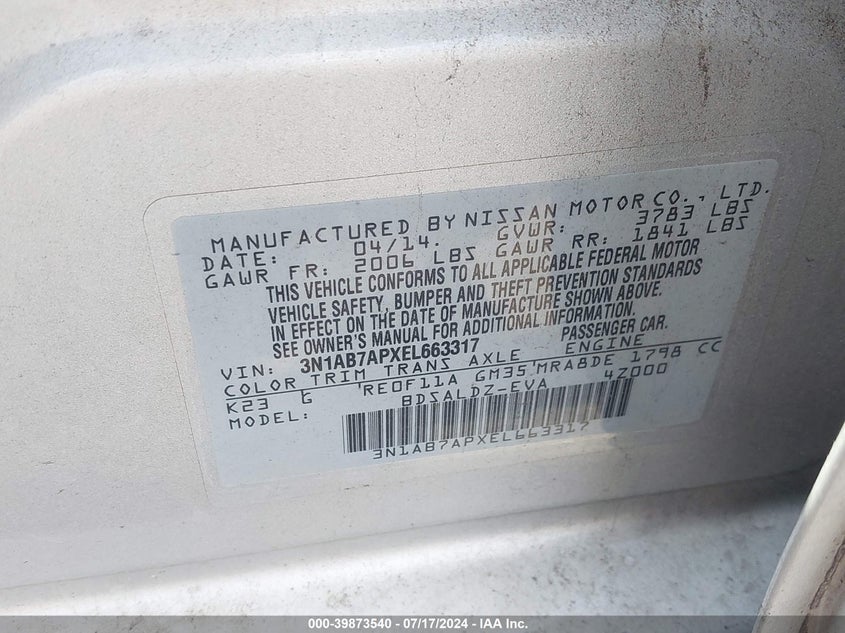 MANUFACTURED BY NISSAN MOTOR CO., LTD.
DATE: 04/14. GVWR: 3783 LBS
GAWR FR: 2006 LBS GAWR RR: 1841 LBS
THIS VEHICLE CONFORMS TO ALL APPLICABLE FEDERAL MOTOR
VEHICLE SAFETY, BUMPER AND THEFT PREVENTION STANDARDS
IN EFFECT ON THE DATE OF MANUFACTURE SHOWN ABOVE.
SEE OWNER'S MANUAL FOR ADDITIONAL INFORMATION.
VIN: 3N1AB7APXEL663317 PASSENGER CAR.
COLOR TRIM TRANS AXLE ENGINE
K23 G RE0F11A GM35 MRA8DE 1798 CC
MODEL: BDSALDZ-EVA 4Z000
3N1AB7APXEL663317
000-39873540 - 07/17/2024 - IAA Inc.